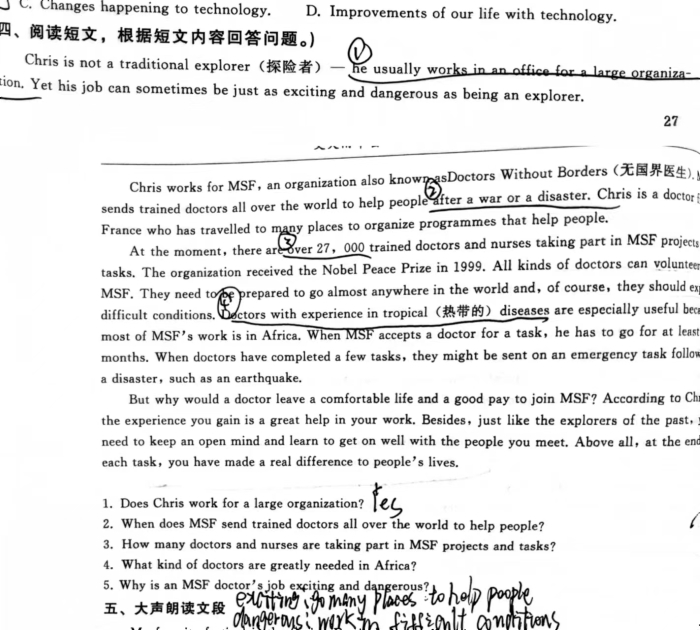 C. Changes happening to technology. D. Improvements of our life with technology.
四、阅读短文，根据短文内容回答问题。)
①
Chris is not a traditional explorer (探险者) — he usually works in an office for a large organiza-
tion. Yet his job can sometimes be just as exciting and dangerous as being an explorer.
27
Chris works for MSF, an organization also known asDoctors Without Borders (无国界医生).
②
sends trained doctors all over the world to help people after a war or a disaster. Chris is a doctor
France who has travelled to many places to organize programmes that help people.
③
At the moment, there are over 27，000 trained doctors and nurses taking part in MSF projects
tasks. The organization received the Nobel Peace Prize in 1999. All kinds of doctors can volunteer
MSF. They need to be prepared to go almost anywhere in the world and, of course, they should
④
difficult conditions. Doctors with experience in tropical (热带的) diseases are especially useful
most of MSF's work is in Africa. When MSF accepts a doctor for a task, he has to go for at least
months. When doctors have completed a few tasks, they might be sent on an emergency task
a disaster, such as an earthquake.
But why would a doctor leave a comfortable life and a good pay to join MSF? According to
the experience you gain is a great help in your work. Besides, just like the explorers of the past,
need to keep an open mind and learn to get on well with the people you meet. Above all, at the end
each task, you have made a real difference to people's lives.
1. Does Chris work for a large organization? Yes
2. When does MSF send trained doctors all over the world to help people?
3. How many doctors and nurses are taking part in MSF projects and tasks?
4. What kind of doctors are greatly needed in Africa?
5. Why is an MSF doctor's job exciting and dangerous?
exciting: go many places to help people
五、大声朗读文段
dangerous: work in difficult conditions